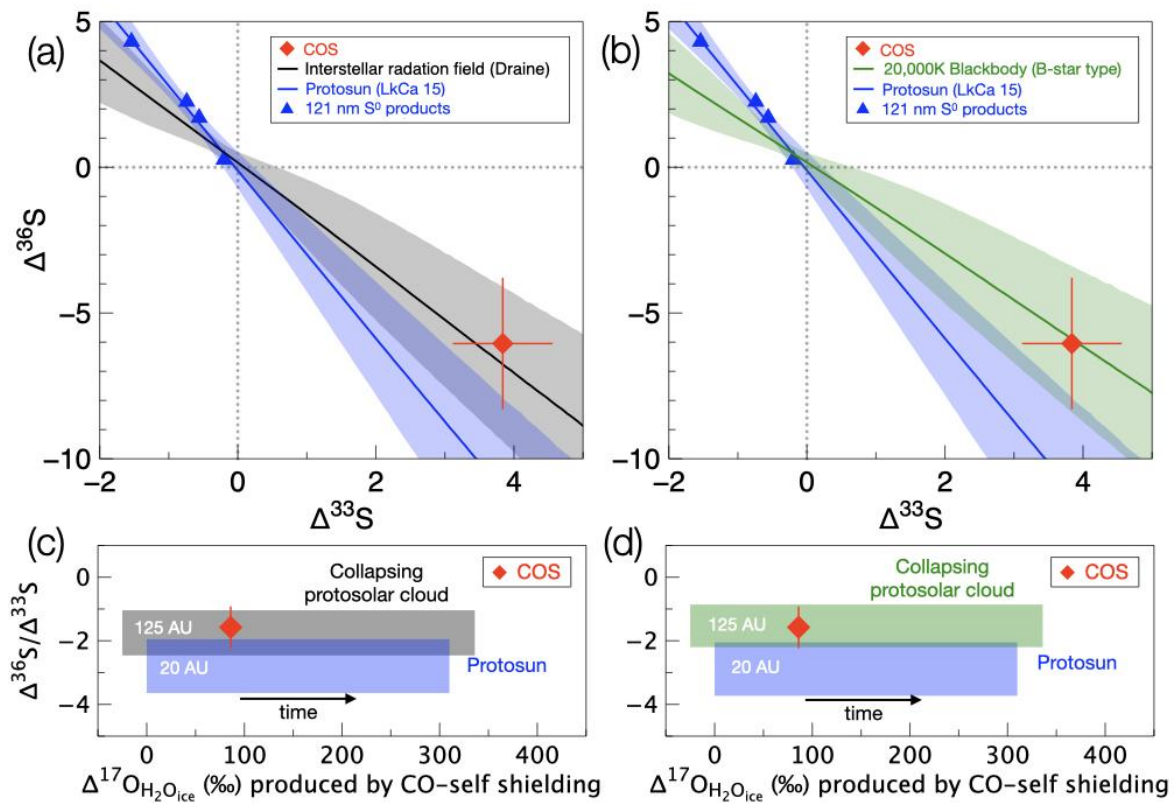 (a)
5
0
-5
-10
Δ³⁶S
COS
Interstellar radation field (Draine)
Protosun (LkCa 15)
121 nm S⁰ products
-2
0
2
4
Δ³³S
(b)
5
0
-5
-10
COS
20,000K Blackbody (B-star type)
Protosun (LkCa 15)
121 nm S⁰ products
-2
0
2
4
Δ³³S
(c)
0
-2
-4
Δ³⁶S/Δ³³S
COS
Collapsing
protosolar cloud
125 AU
20 AU
Protosun
time
0 100 200 300 400
Δ¹⁷O_H₂O_ice (‰) produced by CO-self shielding
(d)
0
-2
-4
COS
Collapsing
protosolar cloud
125 AU
20 AU
Protosun
time
0 100 200 300 400
Δ¹⁷O_H₂O_ice (‰) produced by CO-self shielding